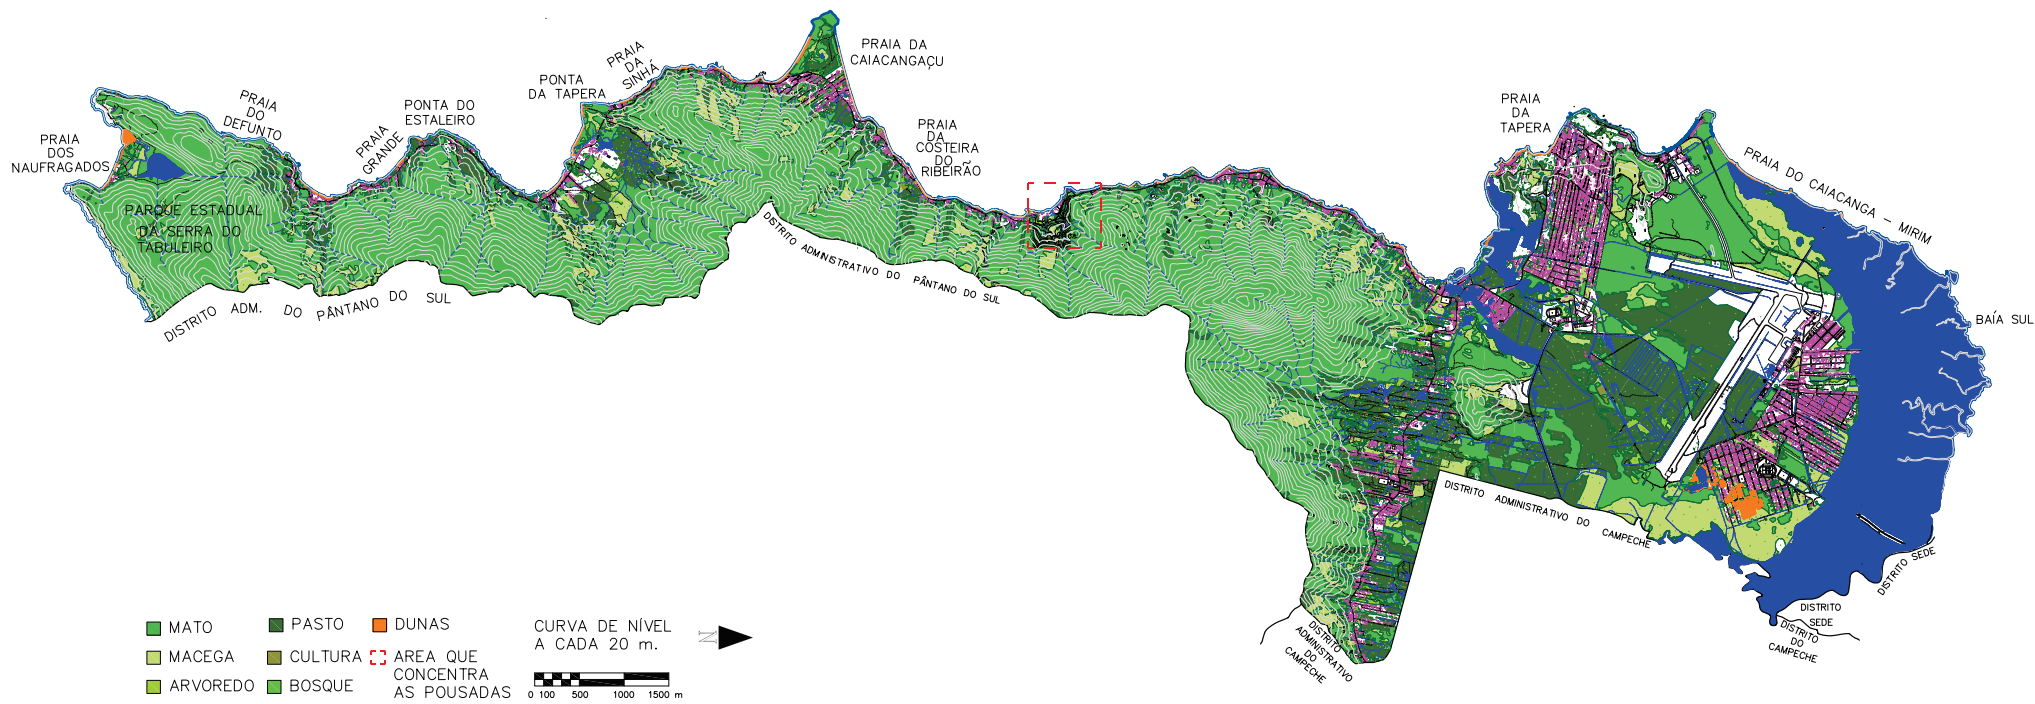 PRAIA
DOS
NAUFRAGADOS
PRAIA
DO
DEFUNTO
PRAIA
GRANDE
PONTA DO
ESTALEIRO
PONTA
DA TAPERA
PRAIA
DA
SINHÁ
PRAIA DA
CAIACANGAÇU
PRAIA
DA
COSTEIRA
DO
RIBEIRÃO
PRAIA
DA
TAPERA
PRAIA DO CAIACANGA - MIRIM
BAÍA SUL
PARQUE ESTADUAL
DA SERRA DO
TABULEIRO
DISTRITO ADM. DO PÂNTANO DO SUL
DISTRITO ADMINISTRATIVO DO PÂNTANO DO SUL
DISTRITO ADMINISTRATIVO DO CAMPECHE
DISTRITO SEDE
DISTRITO
SEDE
DISTRITO
DO
CAMPECHE
DISTRITO
ADMINISTRATIVO
DO
CAMPECHE
MATO
MACEGA
ARVOREDO
PASTO
CULTURA
BOSQUE
DUNAS
AREA QUE
CONCENTRA
AS POUSADAS
CURVA DE NÍVEL
A CADA 20 m.
N
0 100 500 1000 1500 m